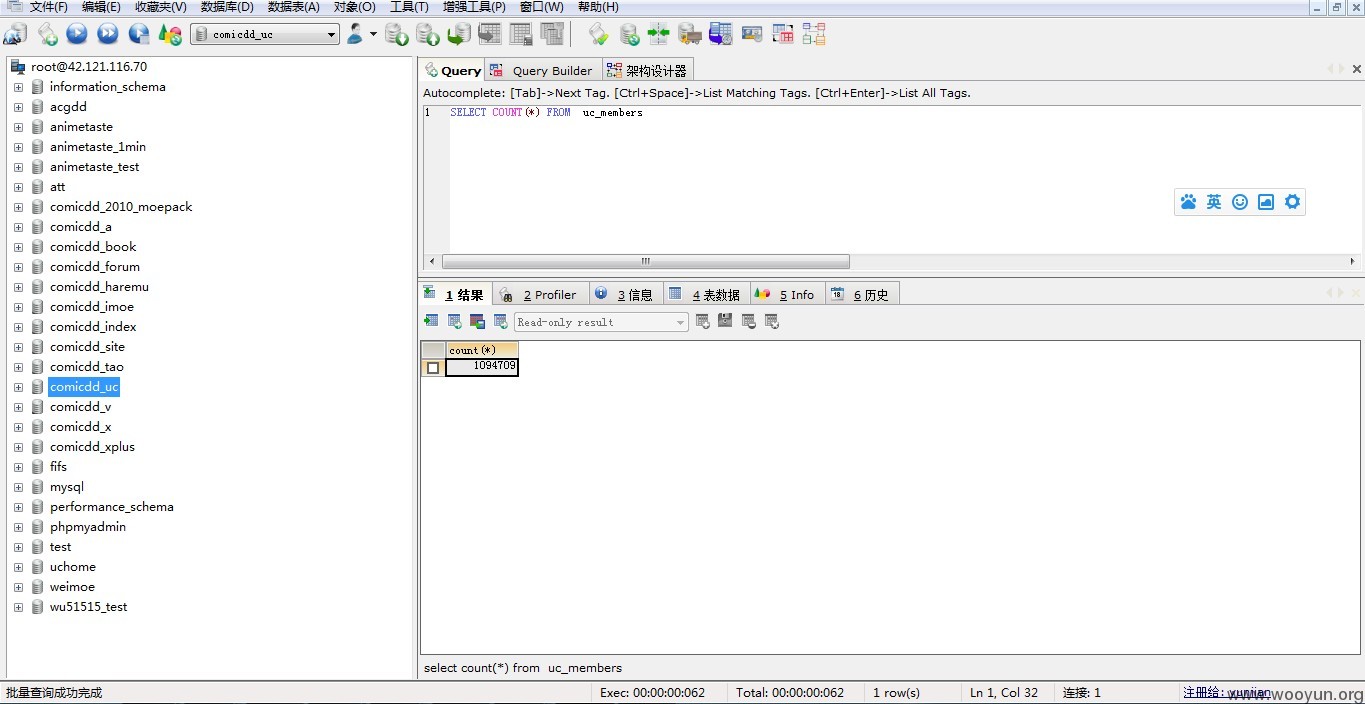 文件(F) 编辑(E) 收藏夹(V) 数据库(D) 数据表(A) 对象(O) 工具(T) 增强工具(P) 窗口(W) 帮助(H)
comicdd_uc
root@42.121.116.70
information_schema
acgdd
animetaste
animetaste_1min
animetaste_test
att
comicdd_2010_moepack
comicdd_a
comicdd_book
comicdd_forum
comicdd_haremu
comicdd_imoe
comicdd_index
comicdd_site
comicdd_tao
comicdd_uc
comicdd_v
comicdd_x
comicdd_xplus
fifs
mysql
performance_schema
phpmyadmin
test
uchome
weimoe
wu51515_test
Query Query Builder 架构设计器
Autocomplete: [Tab]->Next Tag. [Ctrl+Space]->List Matching Tags. [Ctrl+Enter]->List All Tags.
1 SELECT COUNT(*) FROM uc_members
英
1 结果 2 Profiler 3 信息 4 表数据 5 Info 18 6 历史
Read-only result
count(*)
1094709
select count(*) from uc_members
批量查询成功完成 Exec: 00:00:00:062 Total: 00:00:00:062 1 row(s) Ln 1, Col 32 连接: 1 注册给: xunjian
www.wooyun.org